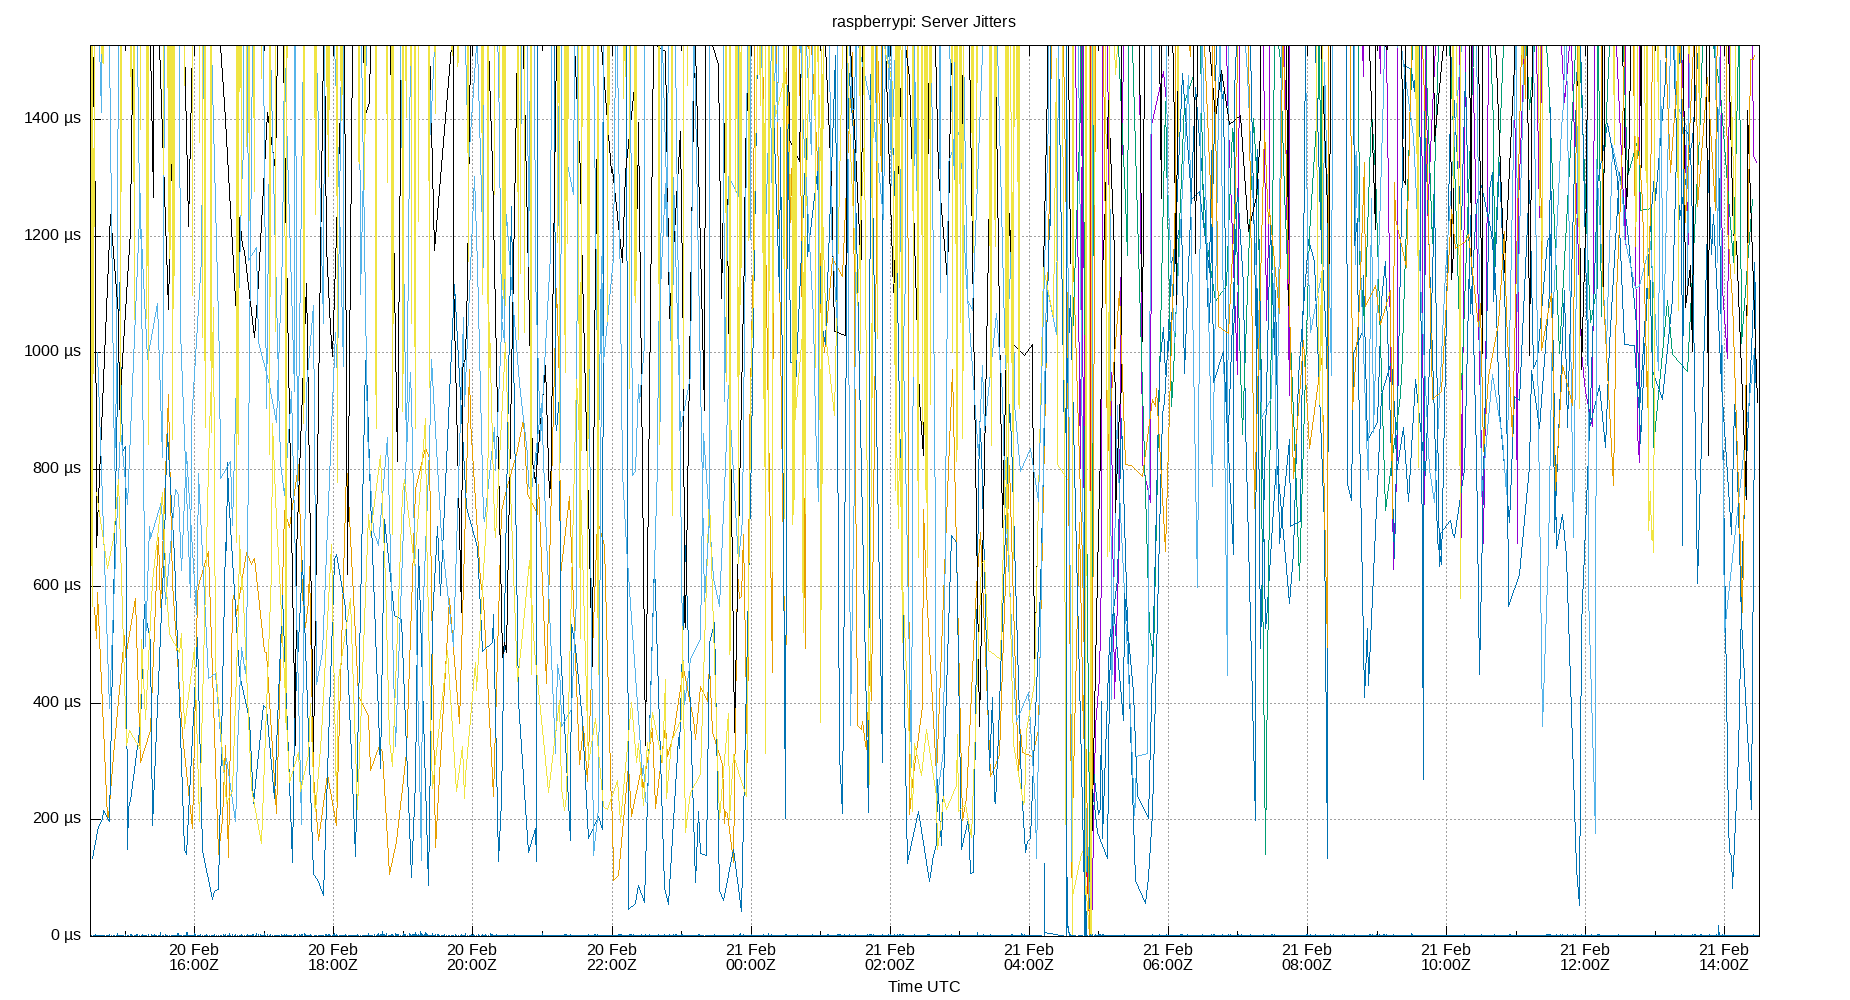 raspberrypi: Server Jitters
1400 µs
1200 µs
1000 µs
800 µs
600 µs
400 µs
200 µs
0 µs
20 Feb 20 Feb 20 Feb 20 Feb 21 Feb 21 Feb 21 Feb 21 Feb 21 Feb 21 Feb 21 Feb 21 Feb
16:00Z 18:00Z 20:00Z 22:00Z 00:00Z 02:00Z 04:00Z 06:00Z 08:00Z 10:00Z 12:00Z 14:00Z
Time UTC